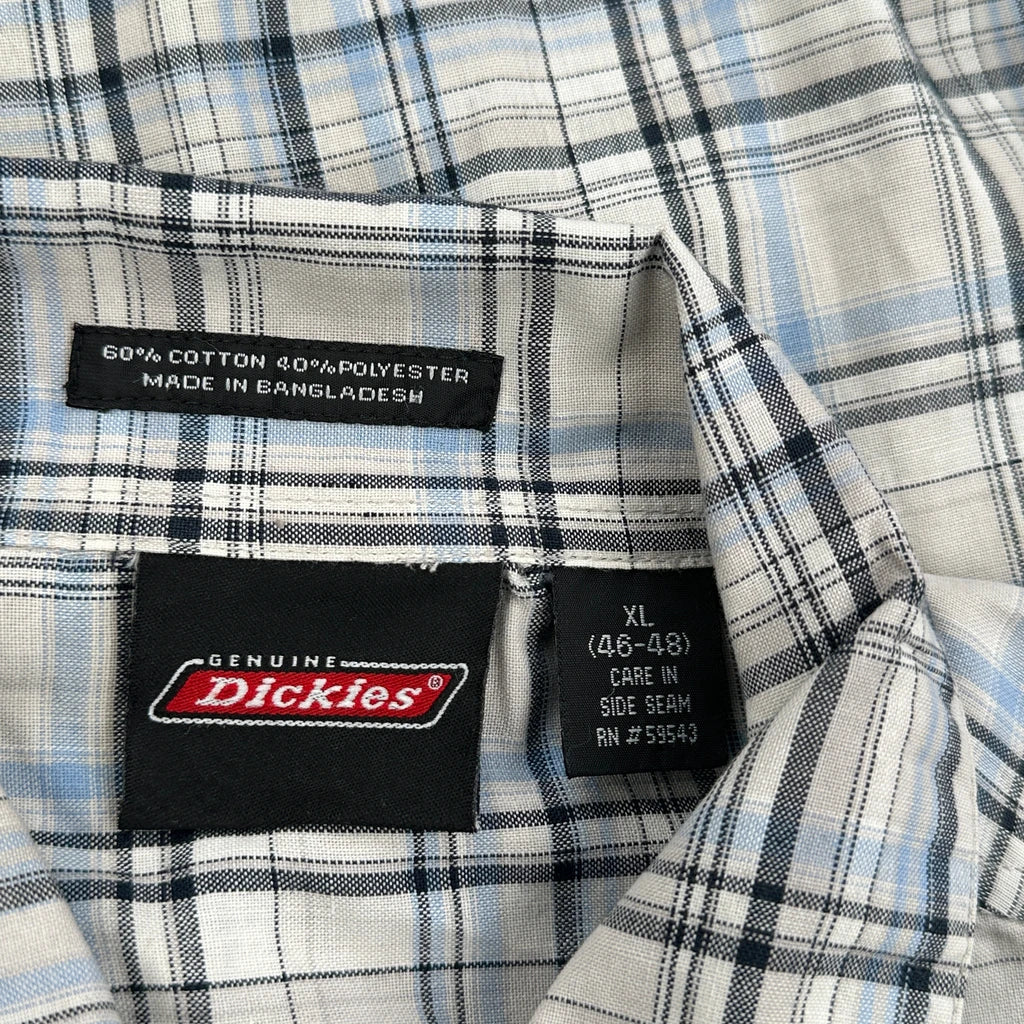 60% COTTON 40% POLYESTER
MADE IN BANGLADESH
GENUINE
Dickies®
XL
(46-48)
CARE IN
SIDE SEAM
RN # 59543